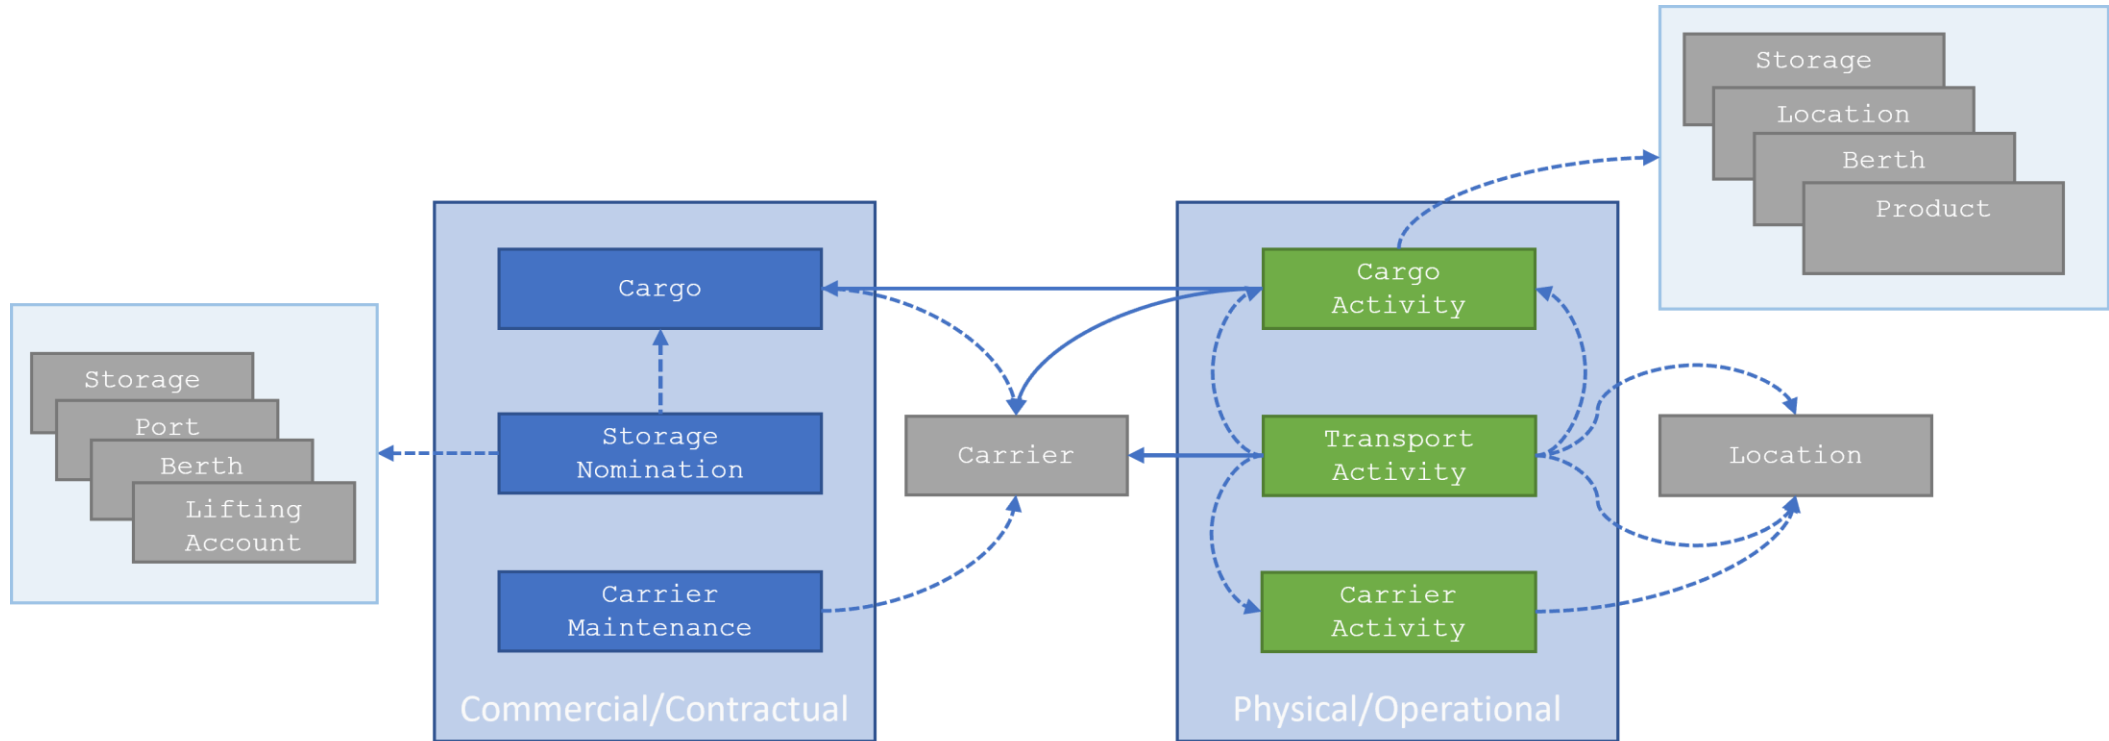 Storage
Port
Berth
Lifting
Account
Cargo
Storage
Nomination
Carrier
Maintenance
Commercial/Contractual
Carrier
Cargo
Activity
Transport
Activity
Carrier
Activity
Physical/Operational
Storage
Location
Berth
Product
Location